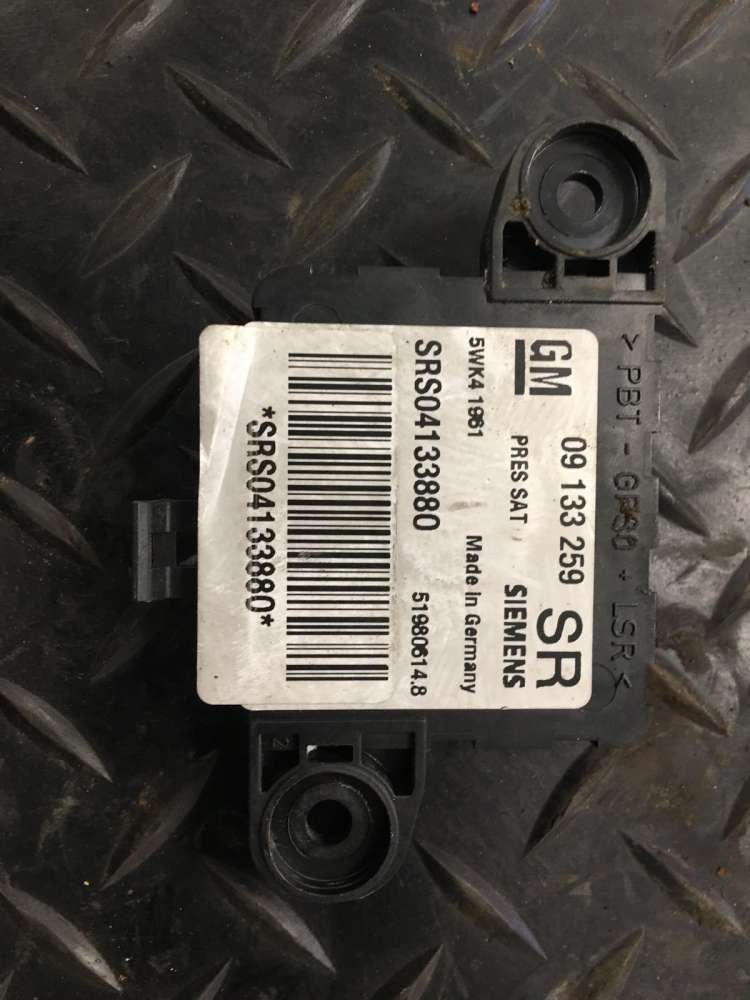 > PBT - GF30 + LSR <
GM 09 133 259 SR
PRES SAT SIEMENS
5WK4 1961 Made in Germany
SRS04133880 51980614.8
*SRS04133880*
2